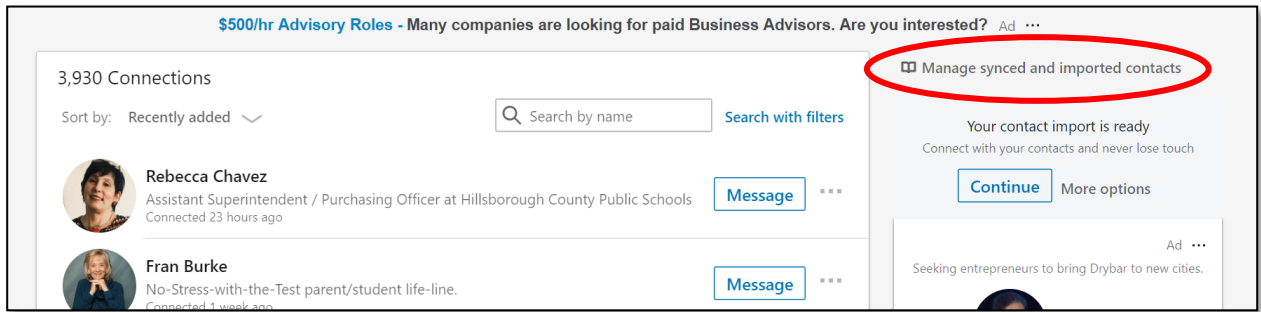 $500/hr Advisory Roles - Many companies are looking for paid Business Advisors. Are you interested? Ad ···
3,930 Connections
Sort by: Recently added
Search by name
Search with filters
Rebecca Chavez
Assistant Superintendent / Purchasing Officer at Hillsborough County Public Schools
Connected 23 hours ago
Message
Fran Burke
No-Stress-with-the-Test parent/student life-line.
Connected 1 week ago
Message
Manage synced and imported contacts
Your contact import is ready
Connect with your contacts and never lose touch
Continue More options
Ad ···
Seeking entrepreneurs to bring Drybar to new cities.